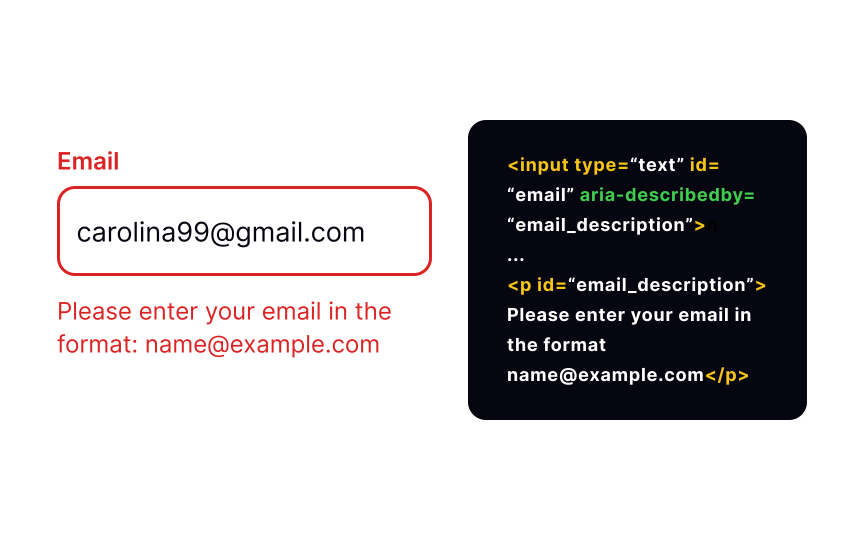 Email
carolina99@gmail.com
Please enter your email in the
format: name@example.com
<input type=“text” id=
“email” aria-describedby=
“email_description”>
...
<p id=“email_description”>
Please enter your email in
the format
name@example.com</p>